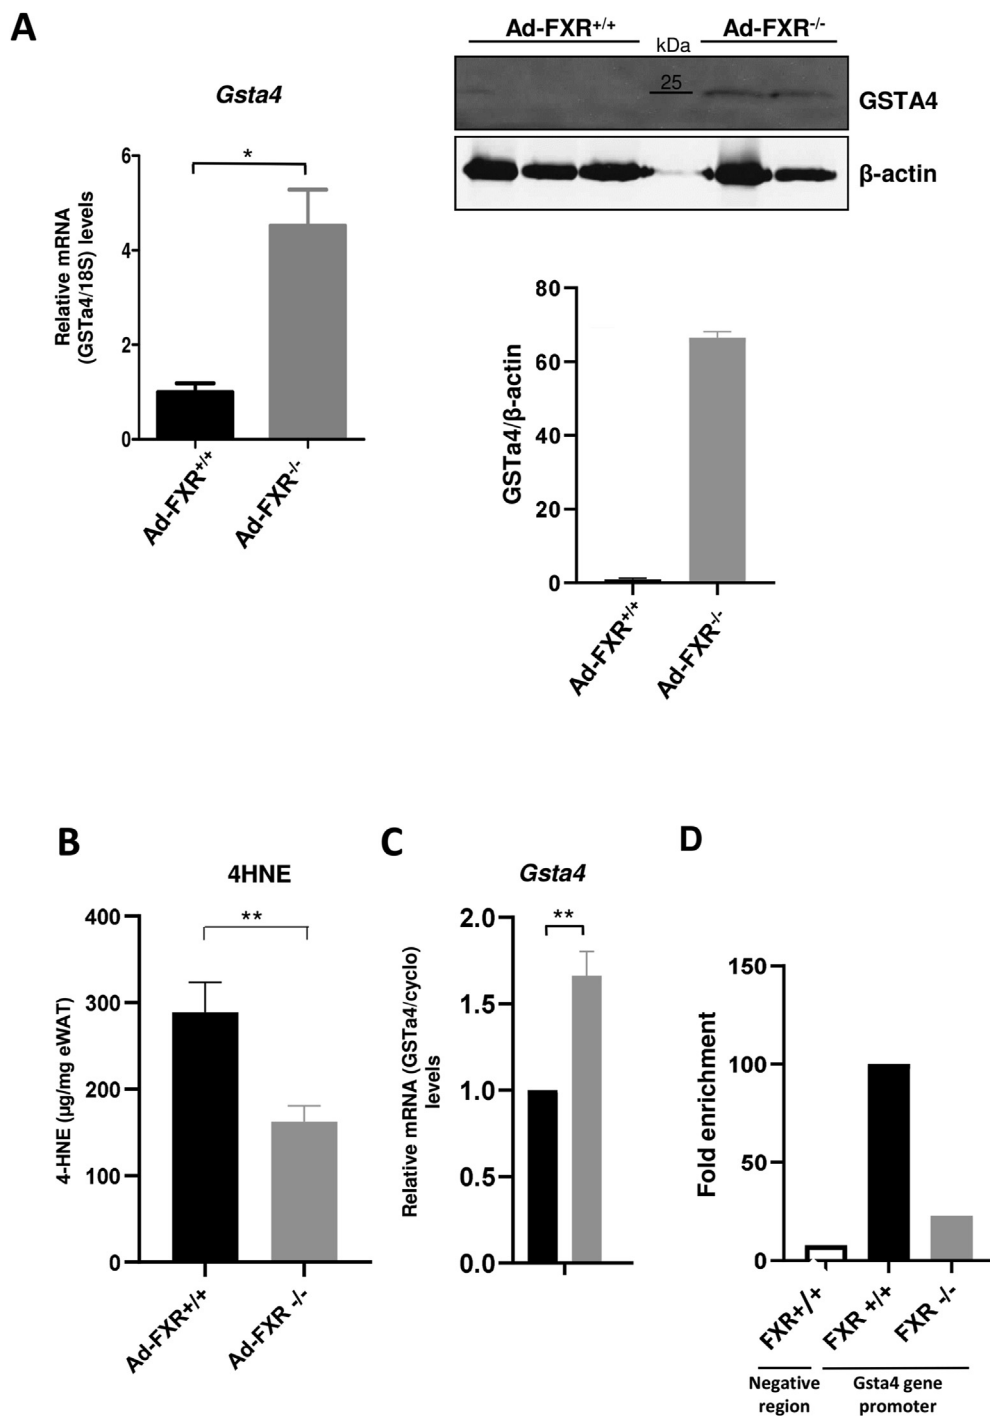 A
Gsta4
Relative mRNA
(GSTa4/18S) levels
6
4
2
0
*
Ad-FXR+/+
Ad-FXR-/-
Ad-FXR+/+
kDa
Ad-FXR-/-
25
GSTA4
β-actin
GSTa4/β-actin
80
60
40
20
0
Ad-FXR+/+
Ad-FXR-/-
B
4HNE
4-HNE (µg/mg eWAT)
400
300
200
100
0
**
Ad-FXR+/+
Ad-FXR -/-
C
Gsta4
Relative mRNA (GSTa4/cyclo)
levels
2.0
1.5
1.0
0.5
0.0
**
D
Fold enrichment
150
100
50
0
FXR+/+
FXR +/+
FXR -/-
Negative
region
Gsta4 gene
promoter